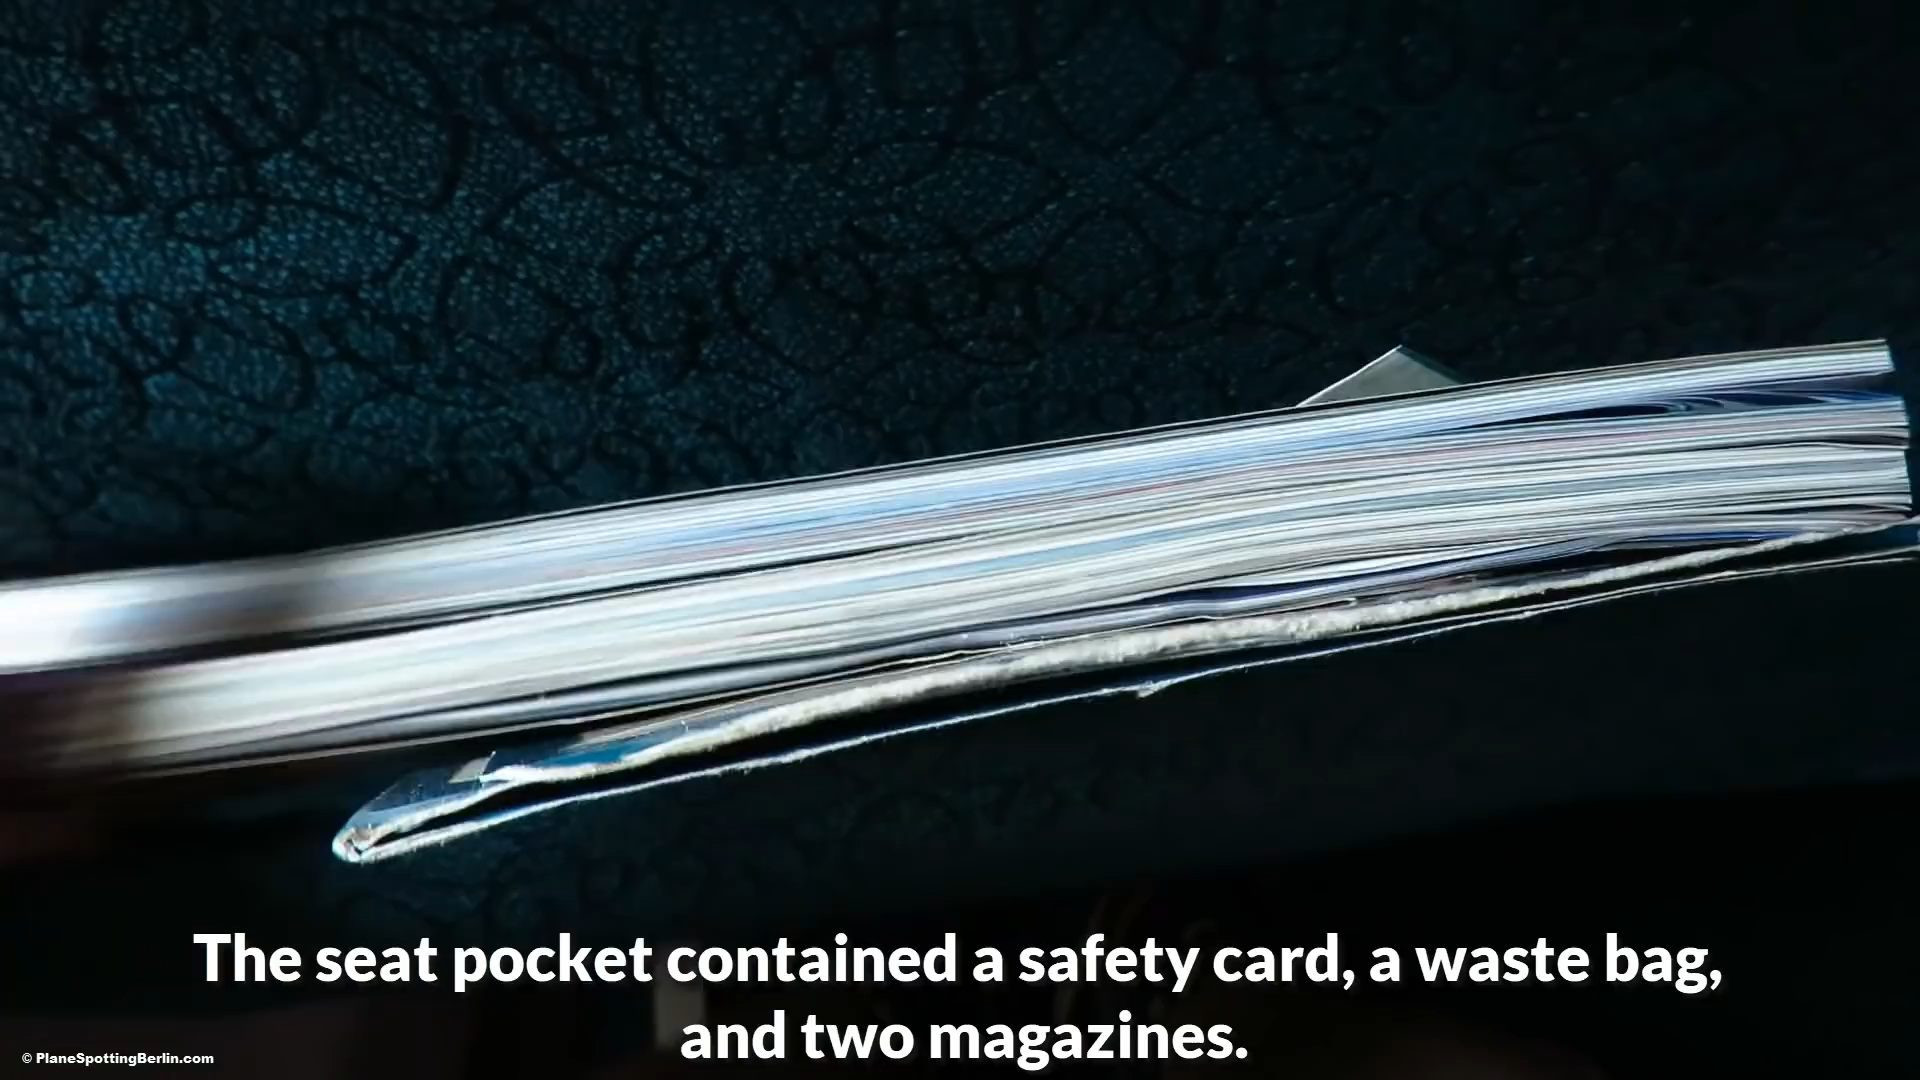 The seat pocket contained a safety card, a waste bag,
and two magazines.
© PlaneSpottingBerlin.com